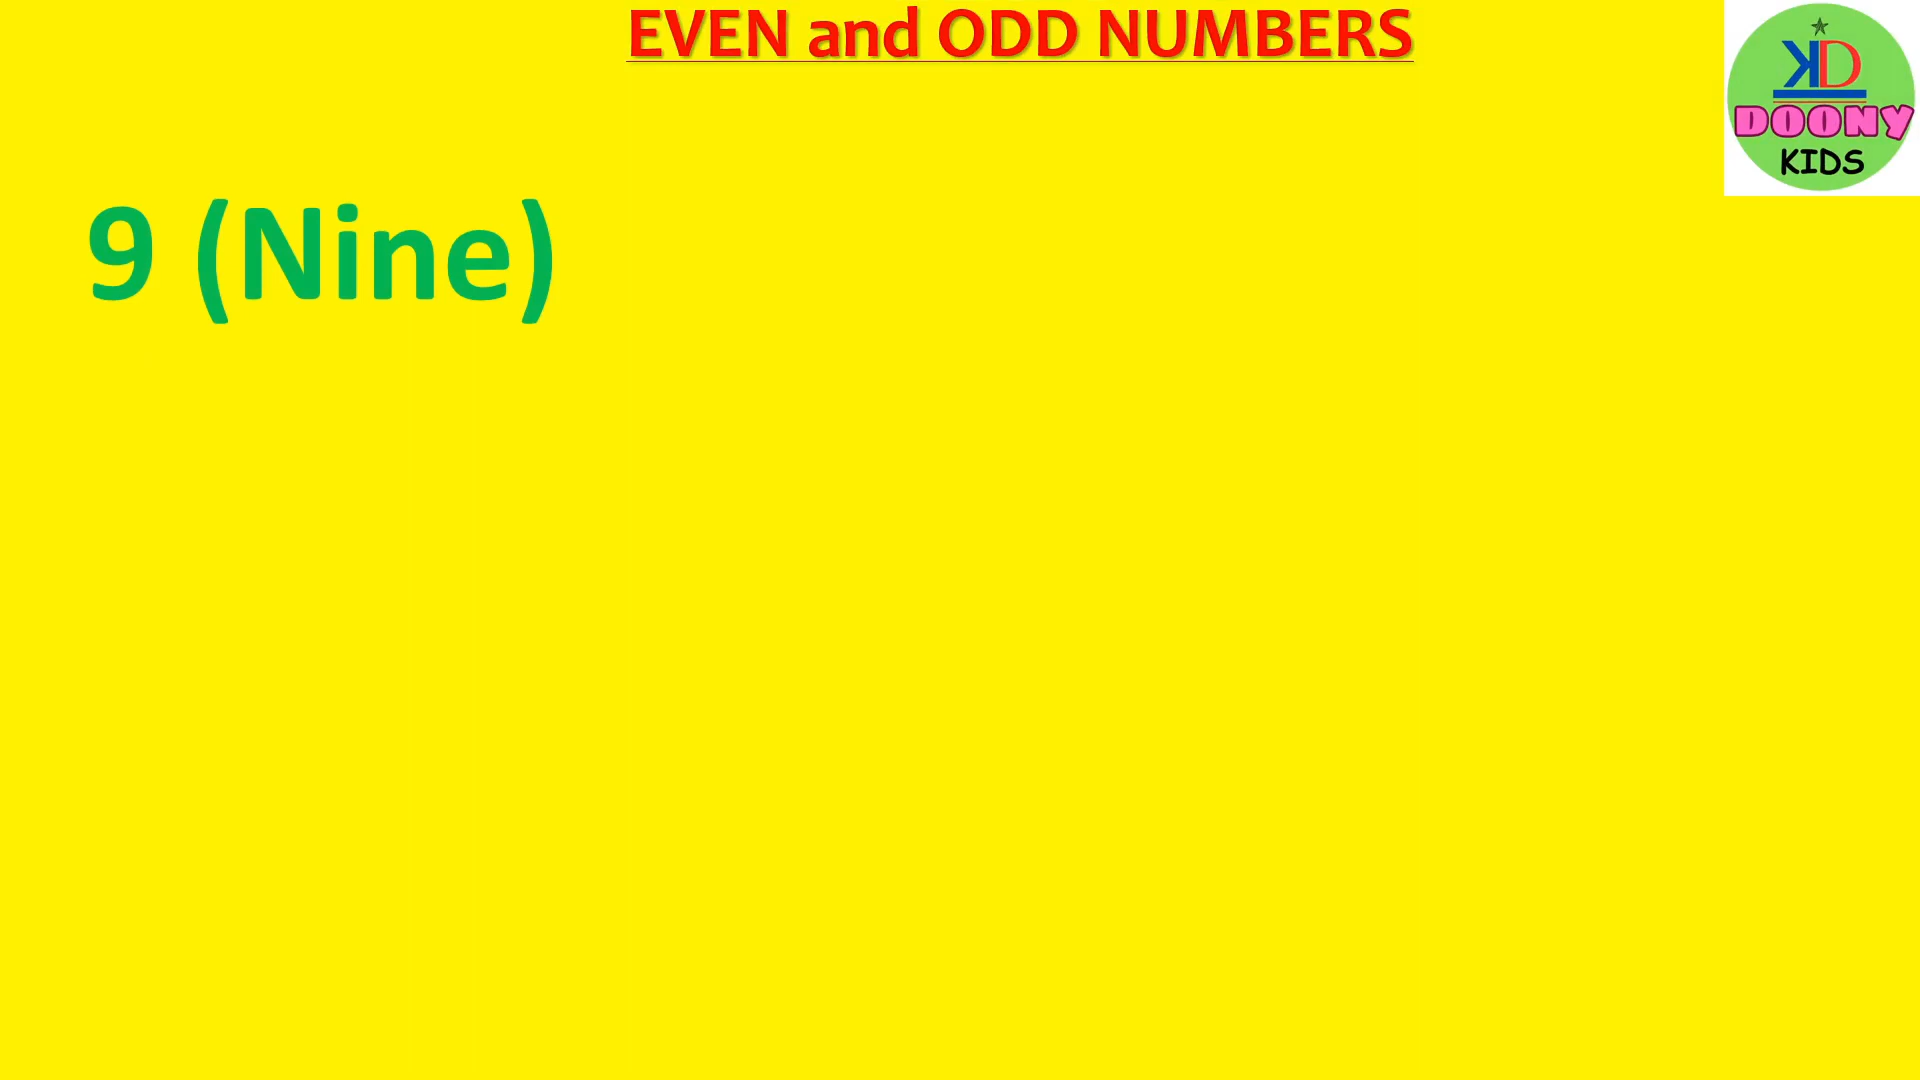 EVEN and ODD NUMBERS
KD
DOONY
KIDS
9 (Nine)